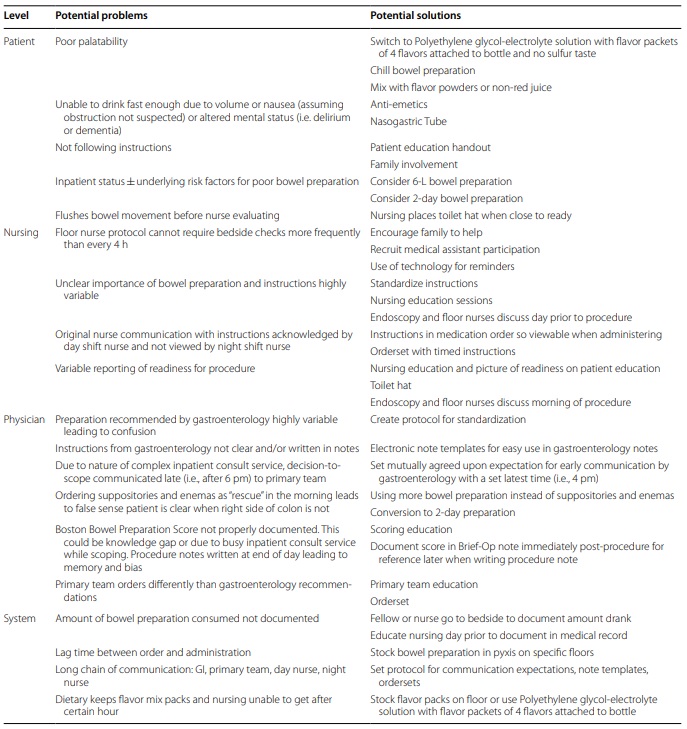 Level Potential problems Potential solutions
Patient Poor palatability Switch to Polyethylene glycol-electrolyte solution with flavor packets
of 4 flavors attached to bottle and no sulfur taste
Chill bowel preparation
Mix with flavor powders or non-red juice
Unable to drink fast enough due to volume or nausea (assuming Anti-emetics
obstruction not suspected) or altered mental status (i.e. delirium Nasogastric Tube
or dementia)
Not following instructions Patient education handout
Family involvement
Inpatient status ± underlying risk factors for poor bowel preparation Consider 6-L bowel preparation
Consider 2-day bowel preparation
Flushes bowel movement before nurse evaluating Nursing places toilet hat when close to ready
Nursing Floor nurse protocol cannot require bedside checks more frequently Encourage family to help
than every 4 h Recruit medical assistant participation
Use of technology for reminders
Unclear importance of bowel preparation and instructions highly Standardize instructions
variable Nursing education sessions
Endoscopy and floor nurses discuss day prior to procedure
Original nurse communication with instructions acknowledged by Instructions in medication order so viewable when administering
day shift nurse and not viewed by night shift nurse Orderset with timed instructions
Variable reporting of readiness for procedure Nursing education and picture of readiness on patient education
Toilet hat
Endoscopy and floor nurses discuss morning of procedure
Physician Preparation recommended by gastroenterology highly variable Create protocol for standardization
leading to confusion
Instructions from gastroenterology not clear and/or written in notes Electronic note templates for easy use in gastroenterology notes
Due to nature of complex inpatient consult service, decision-to- Set mutually agreed upon expectation for early communication by
scope communicated late (i.e., after 6 pm) to primary team gastroenterology with a set latest time (i.e., 4 pm)
Ordering suppositories and enemas as "rescue" in the morning leads Using more bowel preparation instead of suppositories and enemas
to false sense patient is clear when right side of colon is not Conversion to 2-day preparation
Boston Bowel Preparation Score not properly documented. This Scoring education
could be knowledge gap or due to busy inpatient consult service Document score in Brief-Op note immediately post-procedure for
while scoping. Procedure notes written at end of day leading to reference later when writing procedure note
memory and bias
Primary team orders differently than gastroenterology recommen- Primary team education
dations Orderset
System Amount of bowel preparation consumed not documented Fellow or nurse go to bedside to document amount drank
Educate nursing day prior to document in medical record
Lag time between order and administration Stock bowel preparation in pyxis on specific floors
Long chain of communication: GI, primary team, day nurse, night Set protocol for communication expectations, note templates,
nurse ordersets
Dietary keeps flavor mix packs and nursing unable to get after Stock flavor packs on floor or use Polyethylene glycol-electrolyte
certain hour solution with flavor packets of 4 flavors attached to bottle